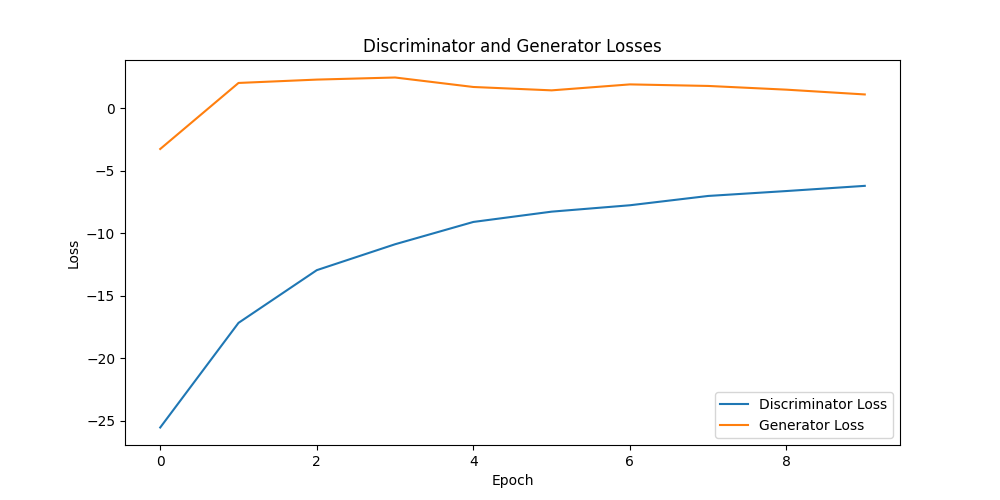 Discriminator and Generator Losses
0
−5
−10
−15
−20
−25
Loss
0 2 4 6 8
Epoch
Discriminator Loss
Generator Loss